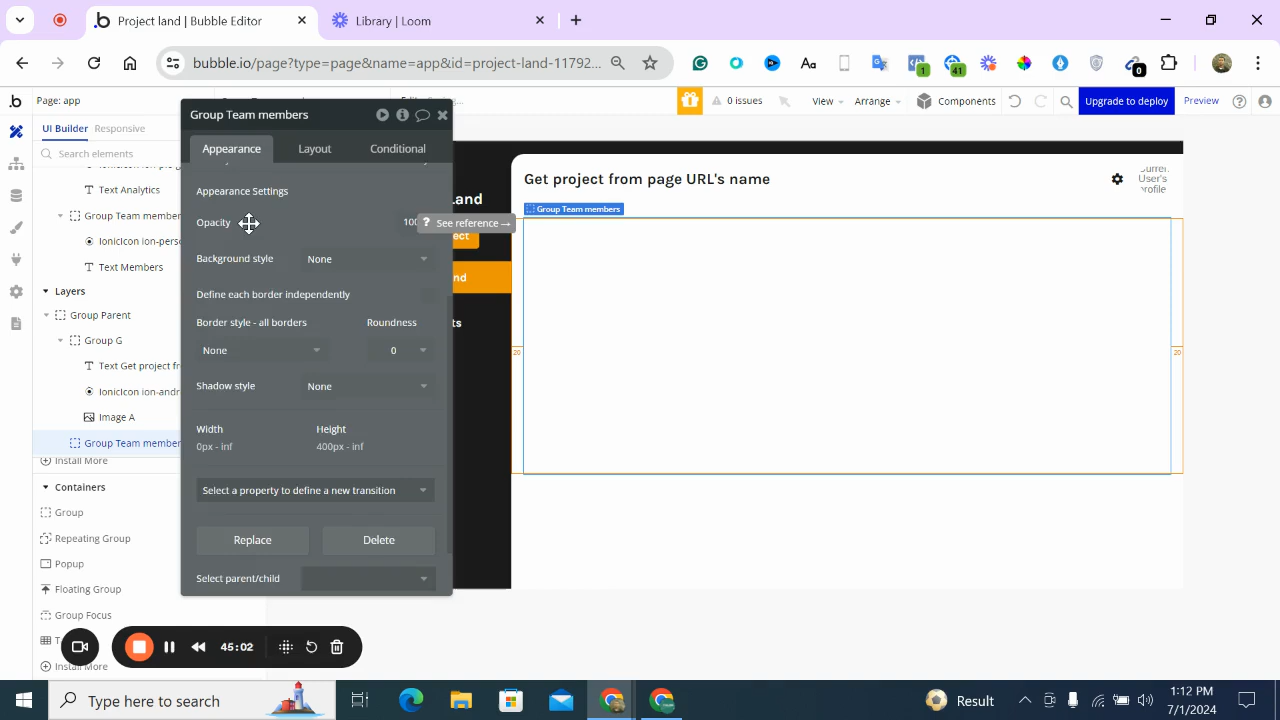 Project land | Bubble Editor
Library | Loom
bubble.io/page?type=page&name=app&id=project-land-11792...
1
41
0
Page: app
0 issues
View
Arrange
Components
Upgrade to deploy
Preview
UI Builder
Responsive
Search elements
Text Analytics
Group Team member
IonicIcon ion-pers
Text Members
Layers
Group Parent
Group G
Text Get project fr
IonicIcon ion-andr
Image A
Group Team member
Install More
Containers
Group
Repeating Group
Popup
Floating Group
Group Focus
Install More
Group Team members
Appearance
Layout
Conditional
Appearance Settings
Opacity
100
? See reference →
Background style
None
Define each border independently
Border style - all borders
Roundness
None
0
Shadow style
None
Width
Height
0px - inf
400px - inf
Select a property to define a new transition
Replace
Delete
Select parent/child
Get project from page URL's name
Current
User's
profile
Group Team members
20
20
45:02
Type here to search
Result
1:12 PM
7/1/2024